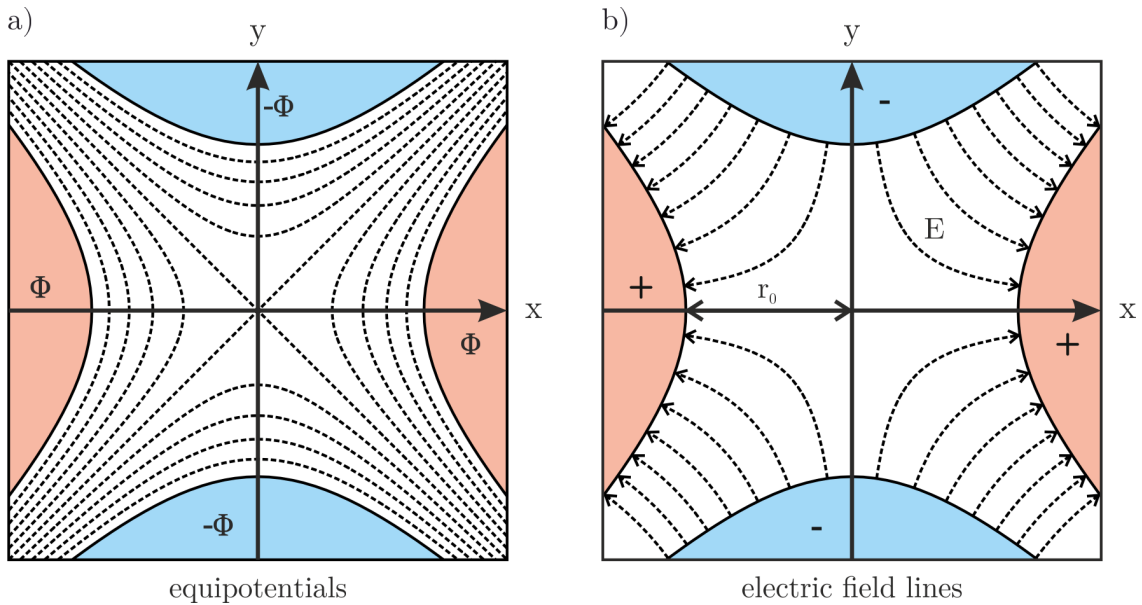 a)
y
-Φ
Φ
x
Φ
-Φ
equipotentials
b)
y
-
E
+
r₀
x
+
-
electric field lines